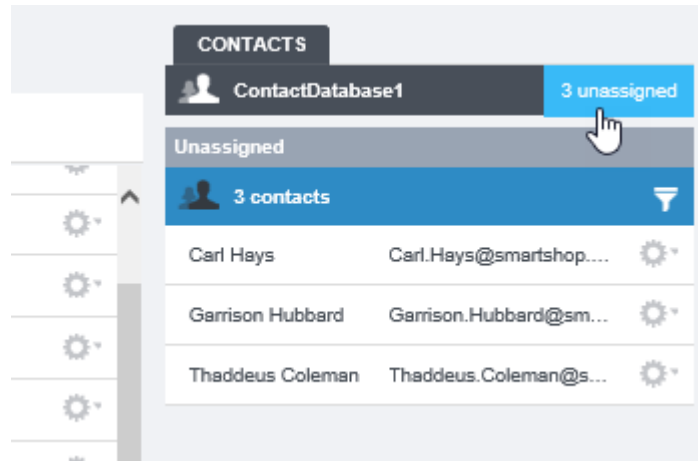 CONTACTS
ContactDatabase1 3 unassigned
Unassigned
3 contacts
Carl Hays Carl.Hays@smartshop....
Garrison Hubbard Garrison.Hubbard@sm...
Thaddeus Coleman Thaddeus.Coleman@s...